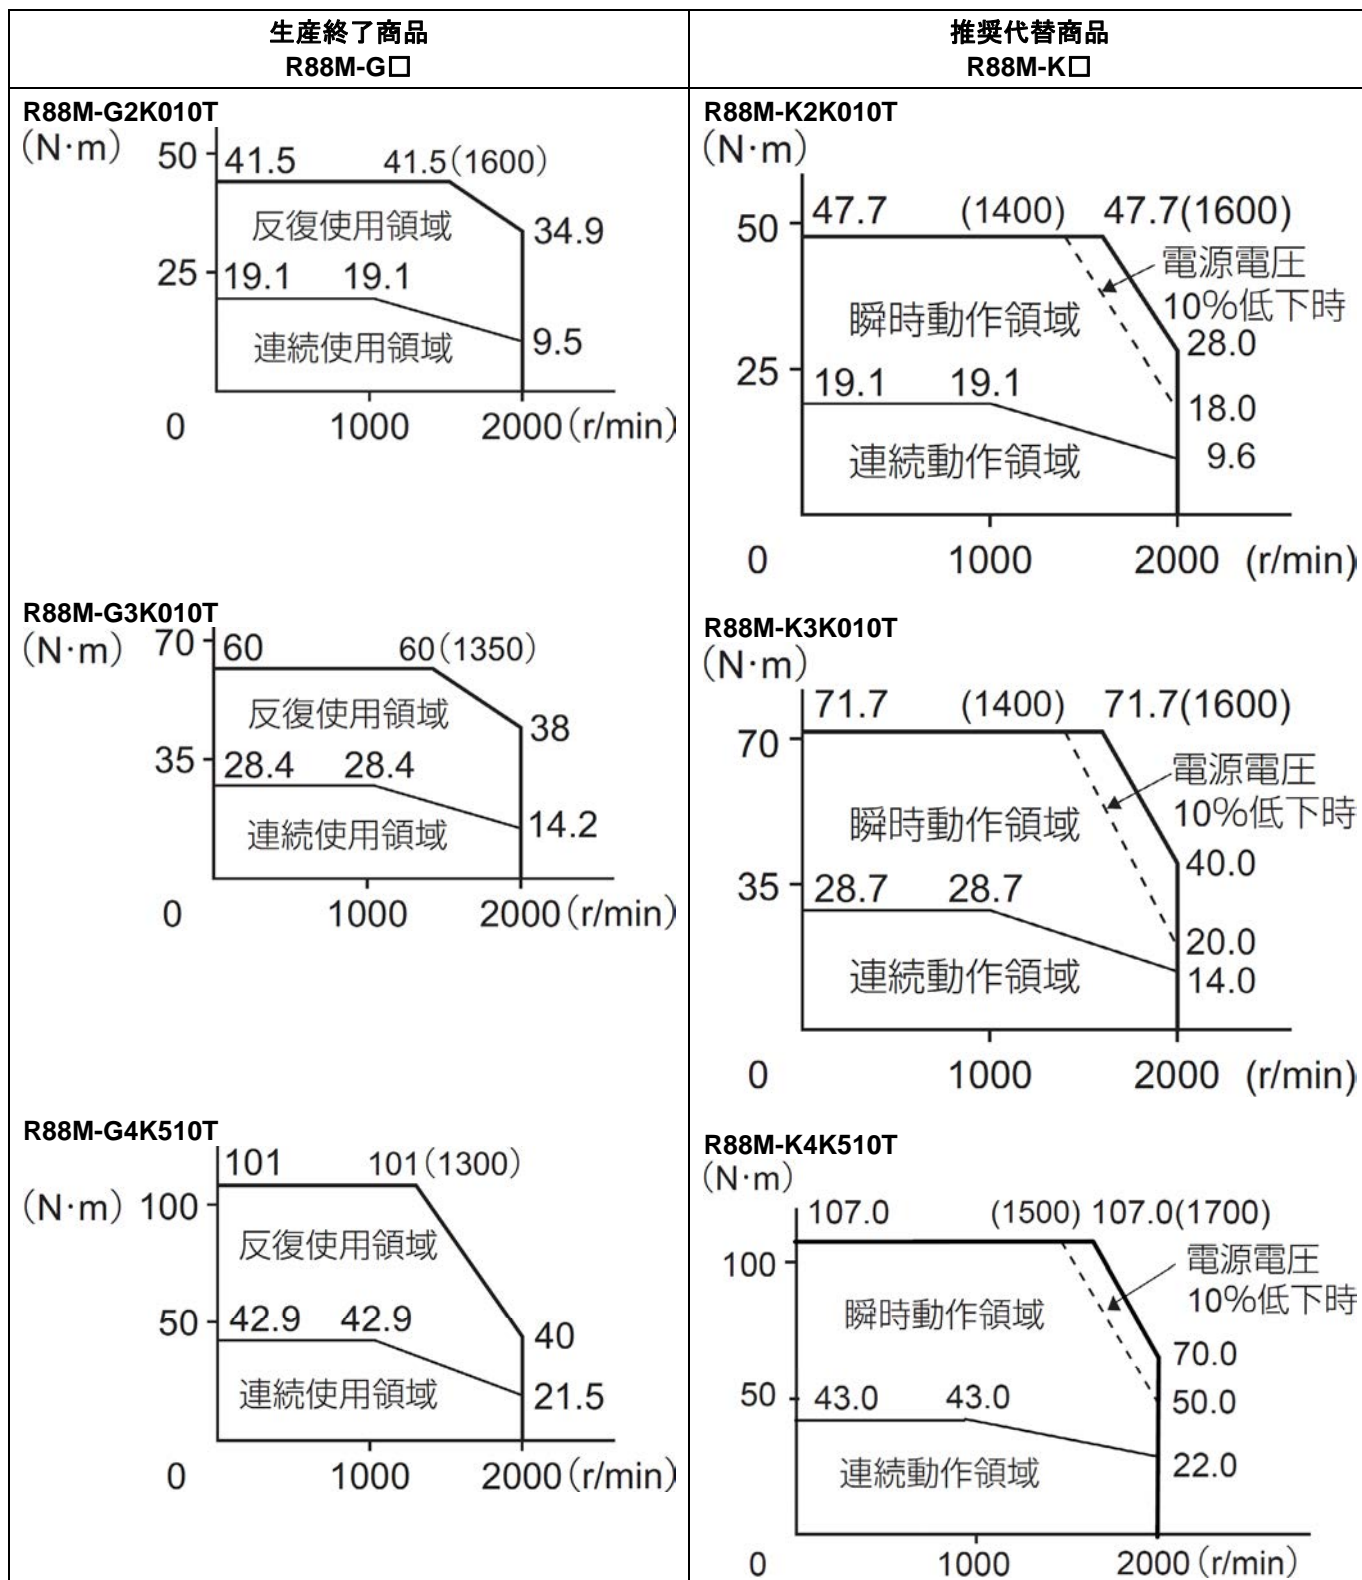 生産終了商品
R88M-G□
推奨代替商品
R88M-K□
R88M-G2K010T
(N·m)
50
41.5
41.5(1600)
反復使用領域
34.9
25
19.1
19.1
連続使用領域
9.5
0
1000
2000(r/min)
R88M-K2K010T
(N·m)
47.7
(1400)
47.7(1600)
50
電源電圧
10%低下時
瞬時動作領域
28.0
25
19.1
19.1
18.0
連続動作領域
9.6
0
1000
2000
(r/min)
R88M-G3K010T
(N·m)
70
60
60(1350)
反復使用領域
38
35
28.4
28.4
連続使用領域
14.2
0
1000
2000(r/min)
R88M-K3K010T
(N·m)
71.7
(1400)
71.7(1600)
70
電源電圧
10%低下時
瞬時動作領域
40.0
35
28.7
28.7
20.0
連続動作領域
14.0
0
1000
2000
(r/min)
R88M-G4K510T
101
101(1300)
(N·m)
100
反復使用領域
50
42.9
42.9
40
連続使用領域
21.5
0
1000
2000(r/min)
R88M-K4K510T
(N·m)
107.0
(1500)
107.0(1700)
100
電源電圧
10%低下時
瞬時動作領域
70.0
50
43.0
43.0
50.0
連続動作領域
22.0
0
1000
2000(r/min)